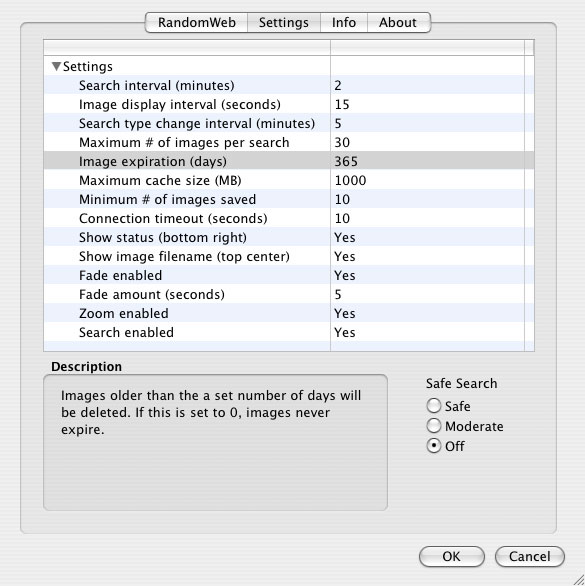 RandomWeb Settings Info About
Settings
Search interval (minutes) 2
Image display interval (seconds) 15
Search type change interval (minutes) 5
Maximum # of images per search 30
Image expiration (days) 365
Maximum cache size (MB) 1000
Minimum # of images saved 10
Connection timeout (seconds) 10
Show status (bottom right) Yes
Show image filename (top center) Yes
Fade enabled Yes
Fade amount (seconds) 5
Zoom enabled Yes
Search enabled Yes
Description
Images older than the a set number of days will
be deleted. If this is set to 0, images never
expire.
Safe Search
Safe
Moderate
Off
OK Cancel